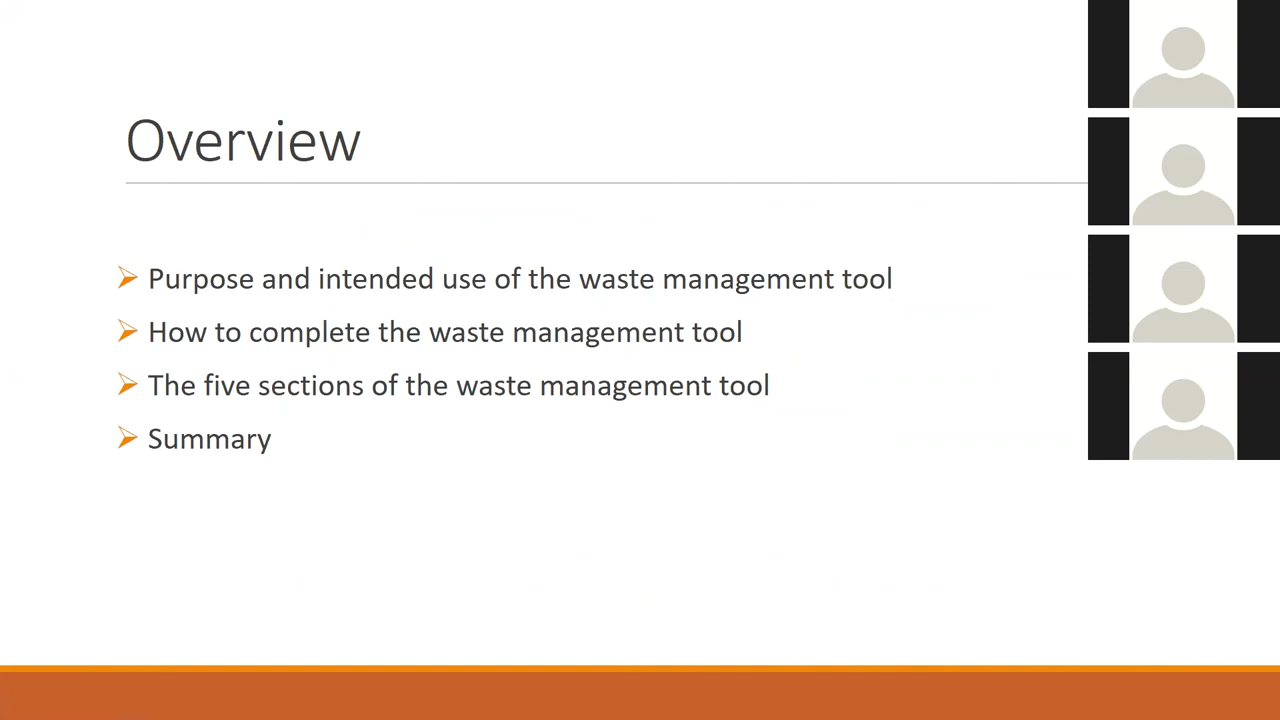 Overview
Purpose and intended use of the waste management tool
How to complete the waste management tool
The five sections of the waste management tool
Summary